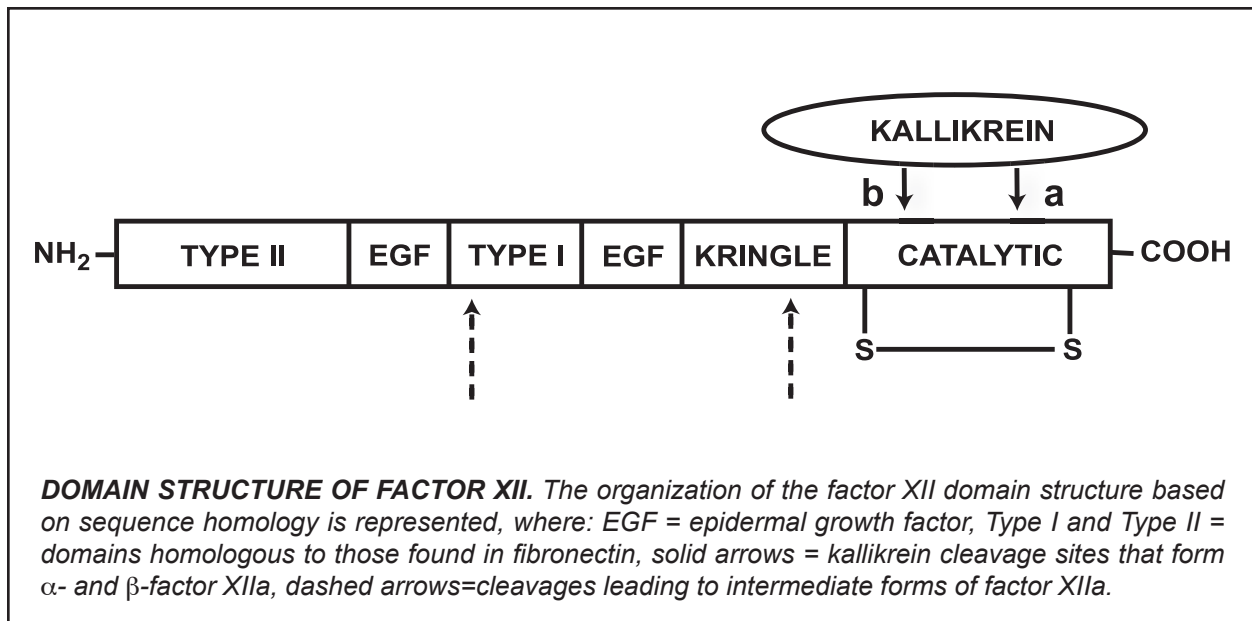 KALLIKREIN
b a
NH₂ TYPE II EGF TYPE I EGF KRINGLE CATALYTIC COOH
S S
DOMAIN STRUCTURE OF FACTOR XII. The organization of the factor XII domain structure based
on sequence homology is represented, where: EGF = epidermal growth factor, Type I and Type II =
domains homologous to those found in fibronectin, solid arrows = kallikrein cleavage sites that form
α- and β-factor XIIa, dashed arrows=cleavages leading to intermediate forms of factor XIIa.